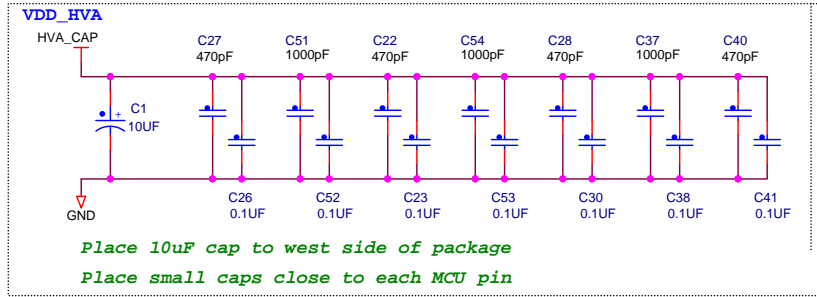 VDD_HVA
HVA_CAP
C27 C51 C22 C54 C28 C37 C40
470pF 1000pF 470pF 1000pF 470pF 1000pF 470pF
+ C1
10UF
C26 C52 C23 C53 C30 C38 C41
0.1UF 0.1UF 0.1UF 0.1UF 0.1UF 0.1UF 0.1UF
GND
Place 10uF cap to west side of package
Place small caps close to each MCU pin